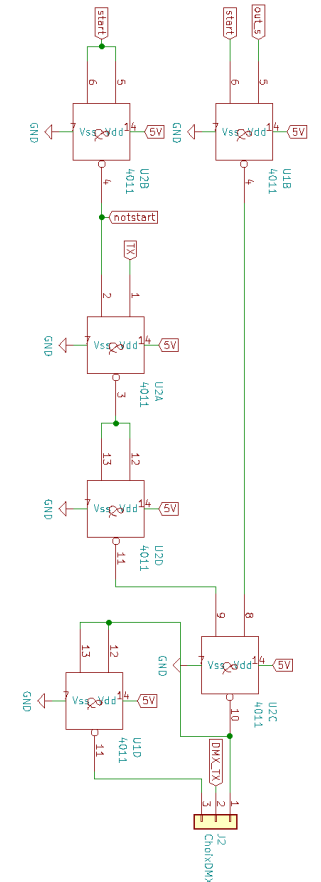 start
start
out_s
6
5
6
5
GND
7
Vss
&
Vdd
14
5V
GND
7
Vss
&
Vdd
14
5V
4
U2B
4011
4
U1B
4011
notstart
TX
2
1
GND
7
Vss
&
Vdd
14
5V
3
U2A
4011
13
12
GND
7
Vss
&
Vdd
14
5V
11
U2D
4011
9
8
GND
7
Vss
&
Vdd
14
5V
10
U2C
4011
13
12
GND
7
Vss
&
Vdd
14
5V
11
U1D
4011
DMX_TX
3
2
1
J2
ChoixDMX